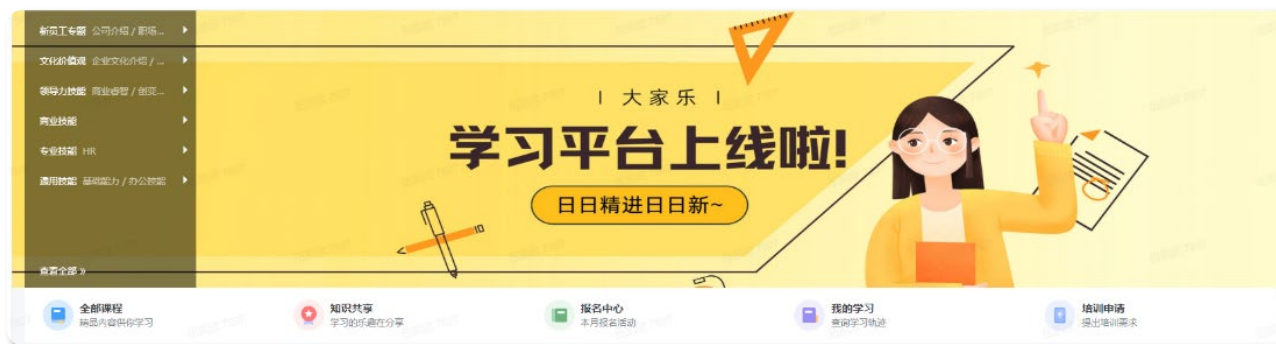 新员工专题 公司介绍 / 职场...
文化价值观 企业文化介绍 / ...
领导力技能 商业睿智 / 创变...
商业技能
专业技能 HR
通用技能 基础能力 / 办公技能
查看全部 »
大家乐
学习平台上线啦!
日日精进日日新~
全部课程
精品内容供你学习
知识共享
学习的乐趣在分享
报名中心
本月报名活动
我的学习
查询学习轨迹
培训申请
提出培训需求